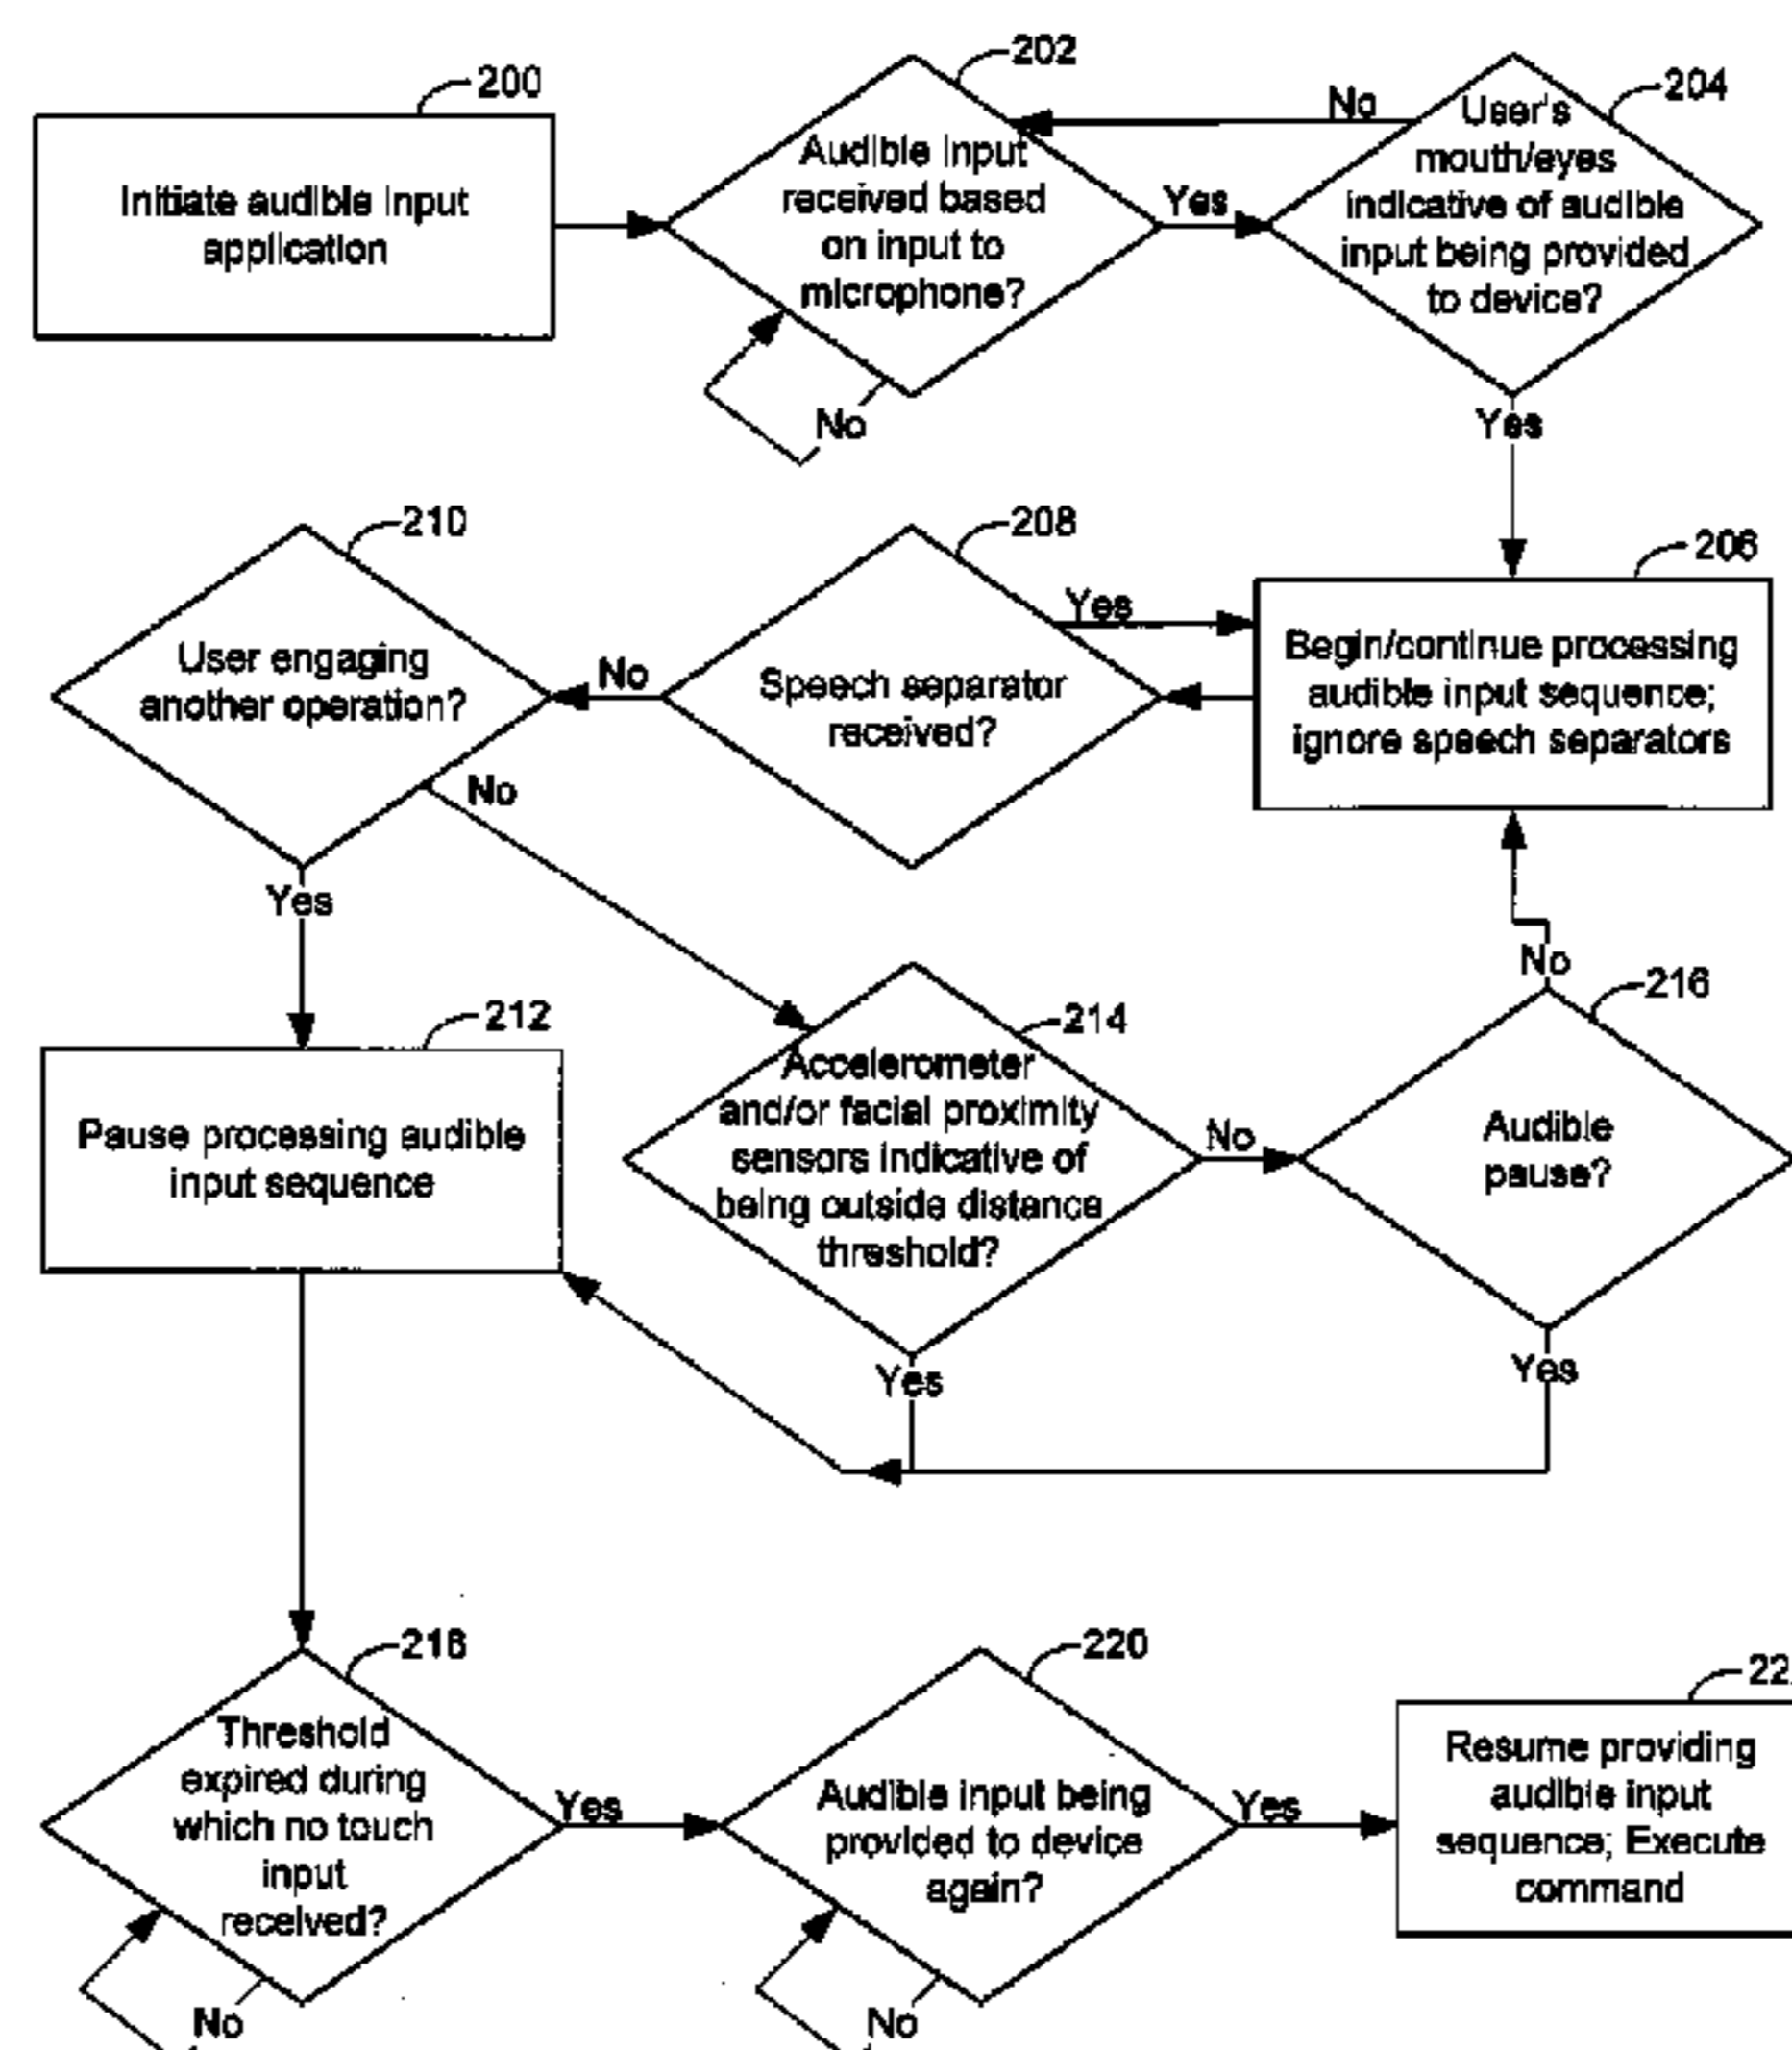 200
Initiate audible input
application
202
Audible input
received based
on input to
microphone?
No
Yes
No
204
User's
mouth/eyes
indicative of audible
input being provided
to device?
Yes
206
Begin/continue processing
audible input sequence;
ignore speech separators
208
Speech separator
received?
Yes
No
210
User engaging
another operation?
No
Yes
212
Pause processing audible
input sequence
214
Accelerometer
and/or facial proximity
sensors indicative of
being outside distance
threshold?
No
Yes
216
Audible
pause?
No
Yes
218
Threshold
expired during
which no touch
input
received?
No
Yes
220
Audible input being
provided to device
again?
No
Yes
Resume providing
audible input
sequence; Execute
command